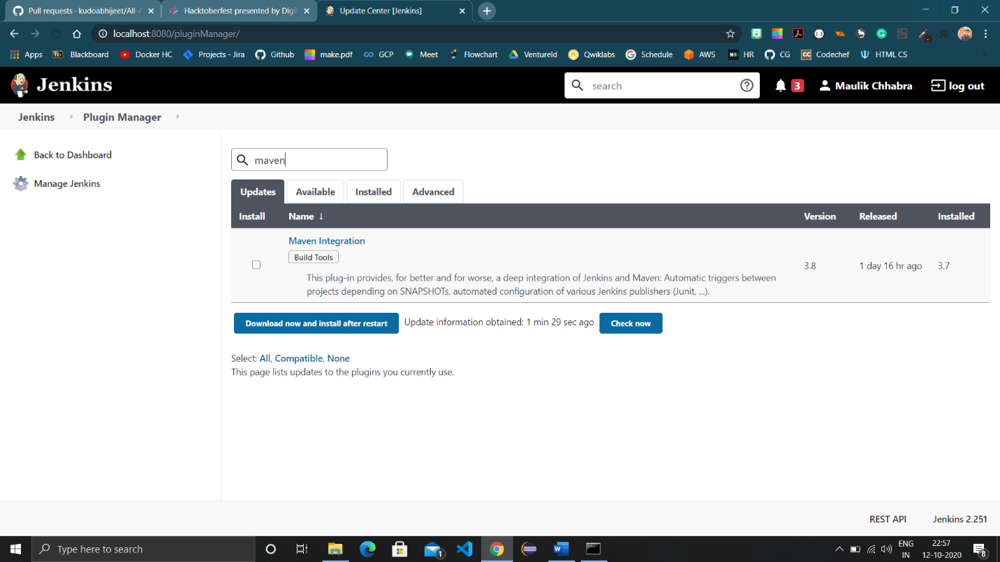 Pull requests · kudoabhijeet/All-A
Hacktoberfest presented by Digit
Update Center [Jenkins]
localhost:8080/pluginManager/
Apps
Bb
Blackboard
Docker HC
Projects - Jira
Github
make.pdf
GCP
Meet
Flowchart
Ventureld
Qwiklabs
Schedule
AWS
HR
CG
CC
Codechef
HTML CS
Jenkins
search
3
Maulik Chhabra
log out
Jenkins
Plugin Manager
Back to Dashboard
Manage Jenkins
maven
Updates
Available
Installed
Advanced
Install
Name ↓
Version
Released
Installed
Maven Integration
Build Tools
This plug-in provides, for better and for worse, a deep integration of Jenkins and Maven: Automatic triggers between
projects depending on SNAPSHOTs, automated configuration of various Jenkins publishers (Junit, ...).
3.8
1 day 16 hr ago
3.7
Download now and install after restart
Update information obtained: 1 min 29 sec ago
Check now
Select: All, Compatible, None
This page lists updates to the plugins you currently use.
REST API
Jenkins 2.251
Type here to search
1
ENG
IN
22:57
12-10-2020
8